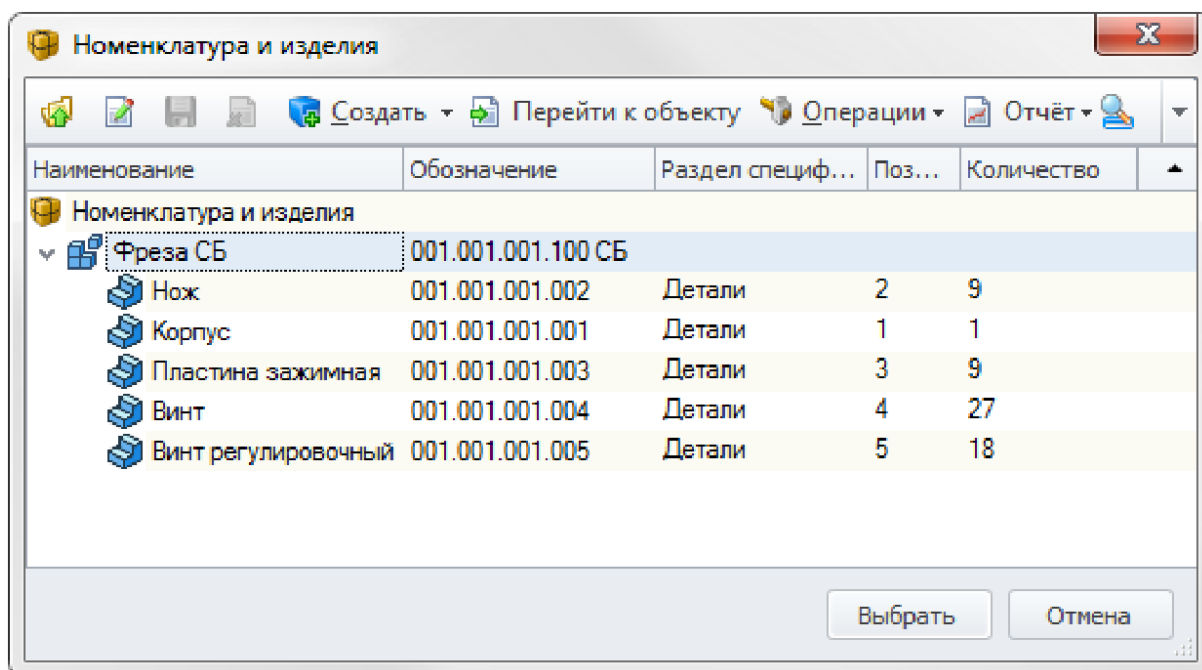 Номенклатура и изделия
Создать Перейти к объекту Операции Отчёт
Наименование Обозначение Раздел специф... Поз... Количество
Номенклатура и изделия
Фреза СБ 001.001.001.100 СБ
Нож 001.001.001.002 Детали 2 9
Корпус 001.001.001.001 Детали 1 1
Пластина зажимная 001.001.001.003 Детали 3 9
Винт 001.001.001.004 Детали 4 27
Винт регулировочный 001.001.001.005 Детали 5 18
Выбрать Отмена